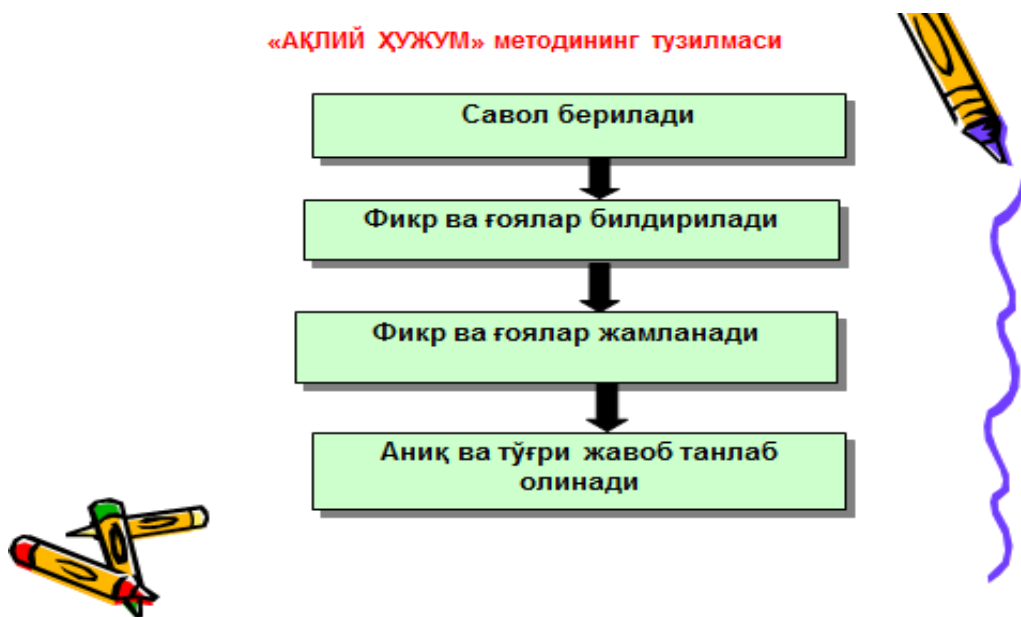 «АҚЛИЙ ҲУЖУМ» методининг тузилмаси
Савол берилади
Фикр ва ғоялар билдирилади
Фикр ва ғоялар жамланади
Аниқ ва тўғри жавоб танлаб
олинади